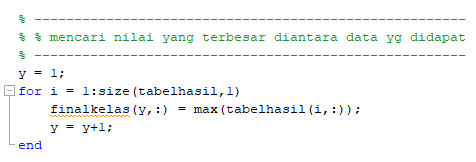 % ------------------------------------------------------
% % mencari nilai yang terbesar diantara data yg didapat
% ------------------------------------------------------
y = 1;
for i = 1:size(tabelhasil,1)
finalkelas(y,:) = max(tabelhasil(i,:));
y = y+1;
end